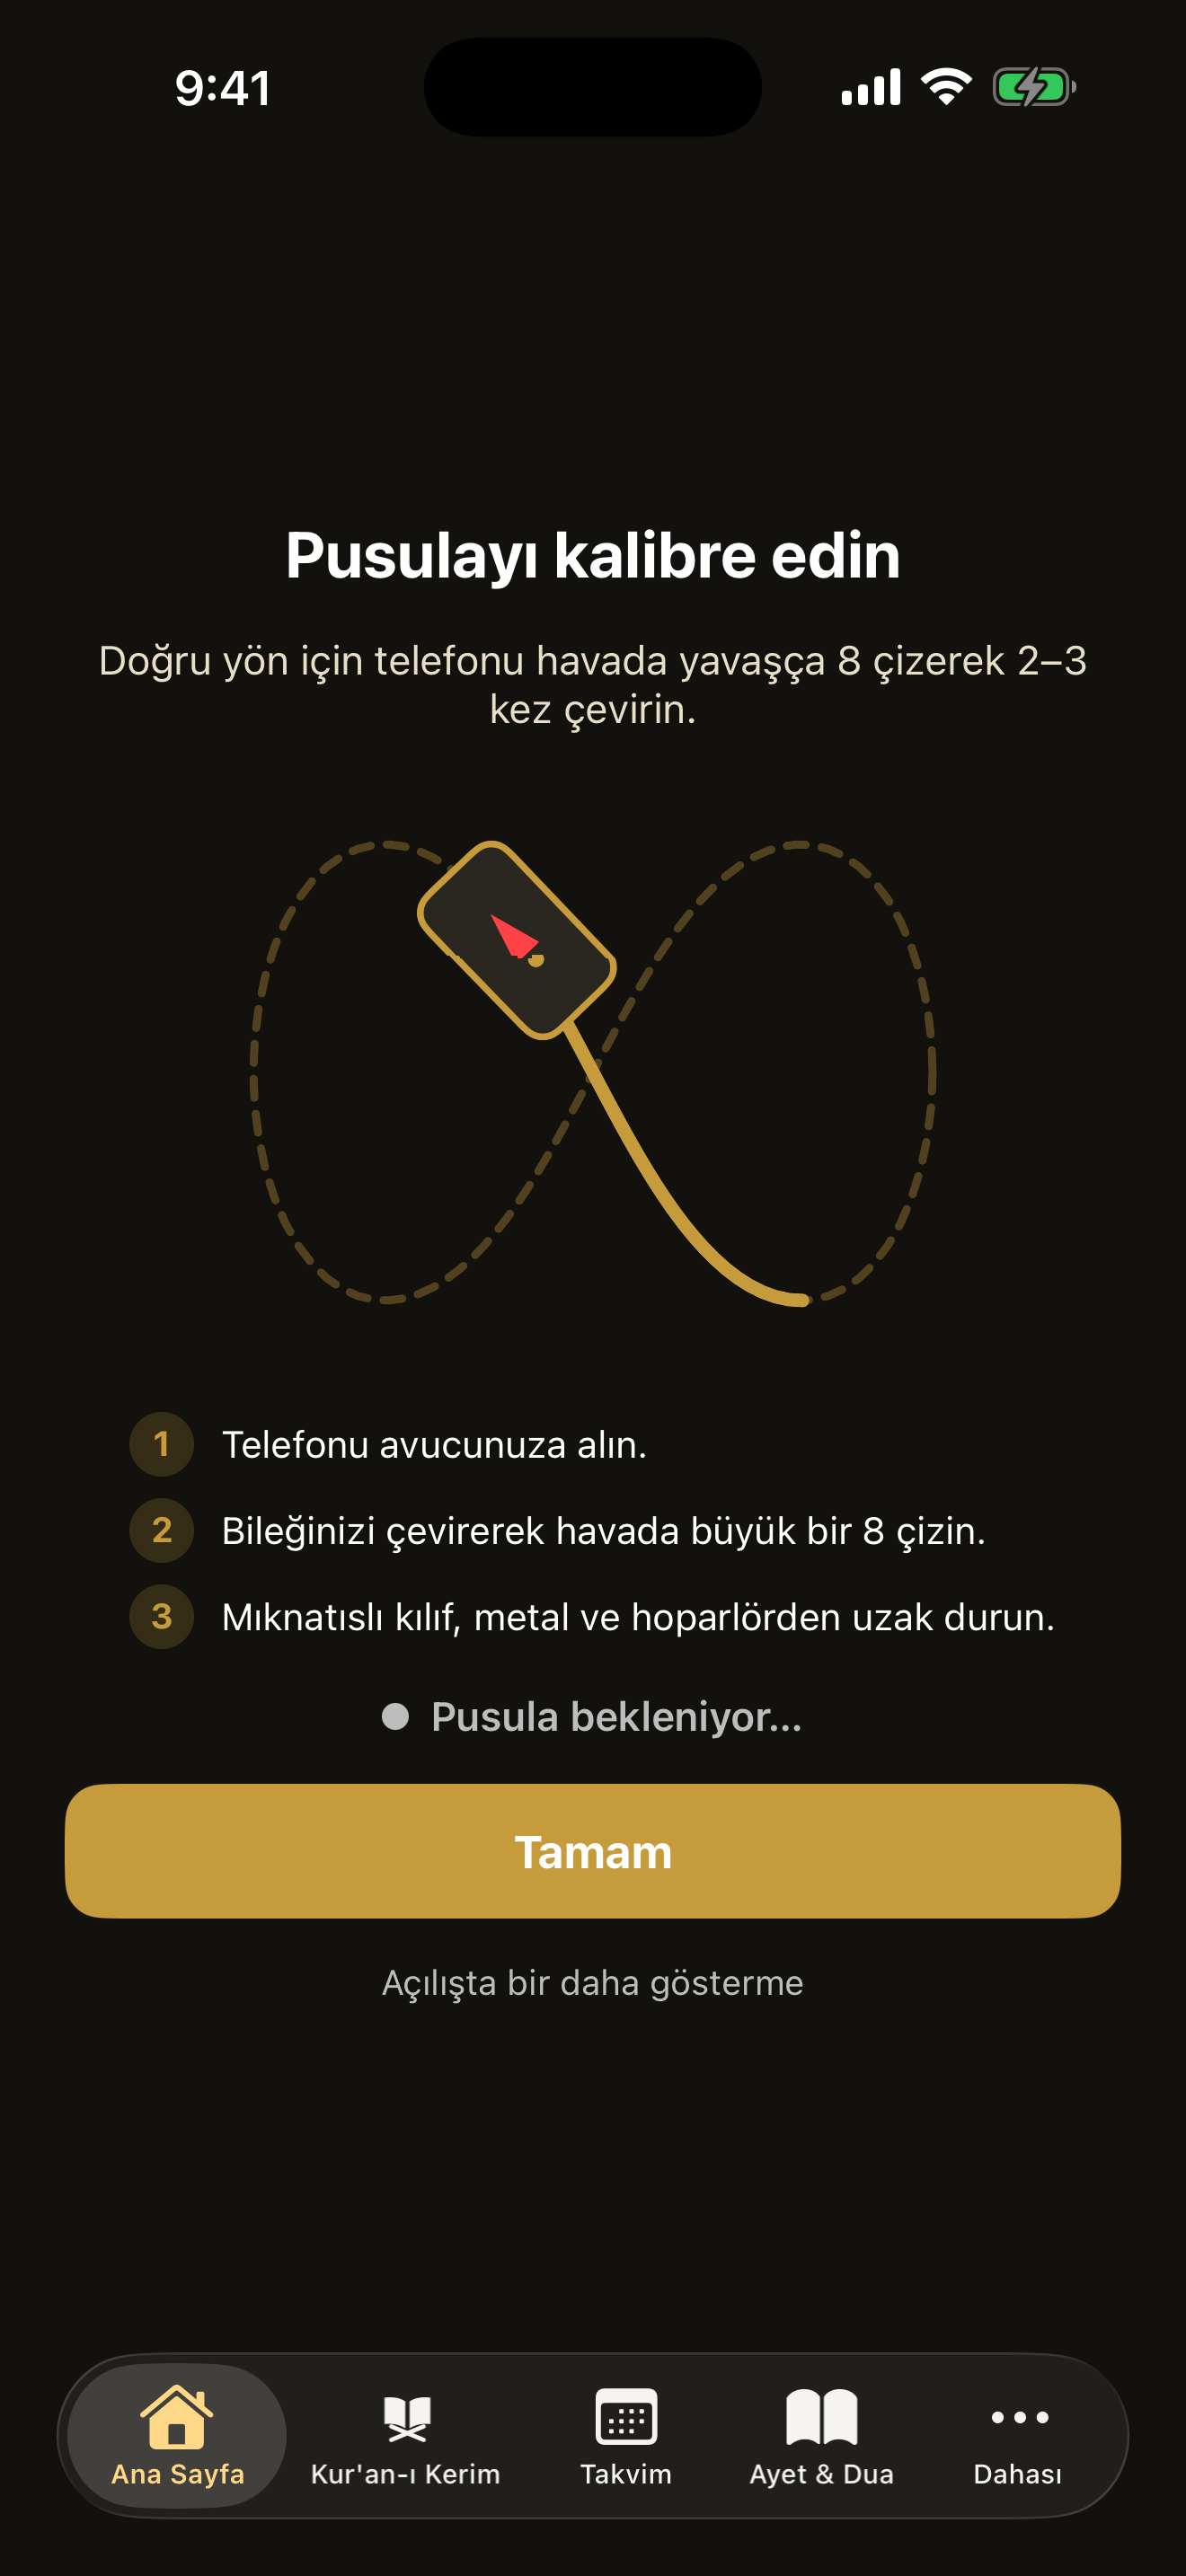 9:41
Pusulayı kalibre edin
Doğru yön için telefonu havada yavaşça 8 çizerek 2–3
kez çevirin.
1 Telefonu avucunuza alın.
2 Bileğinizi çevirerek havada büyük bir 8 çizin.
3 Mıknatıslı kılıf, metal ve hoparlörden uzak durun.
Pusula bekleniyor...
Tamam
Açılışta bir daha gösterme
Ana Sayfa
Kur'an-ı Kerim
Takvim
Ayet & Dua
Dahası